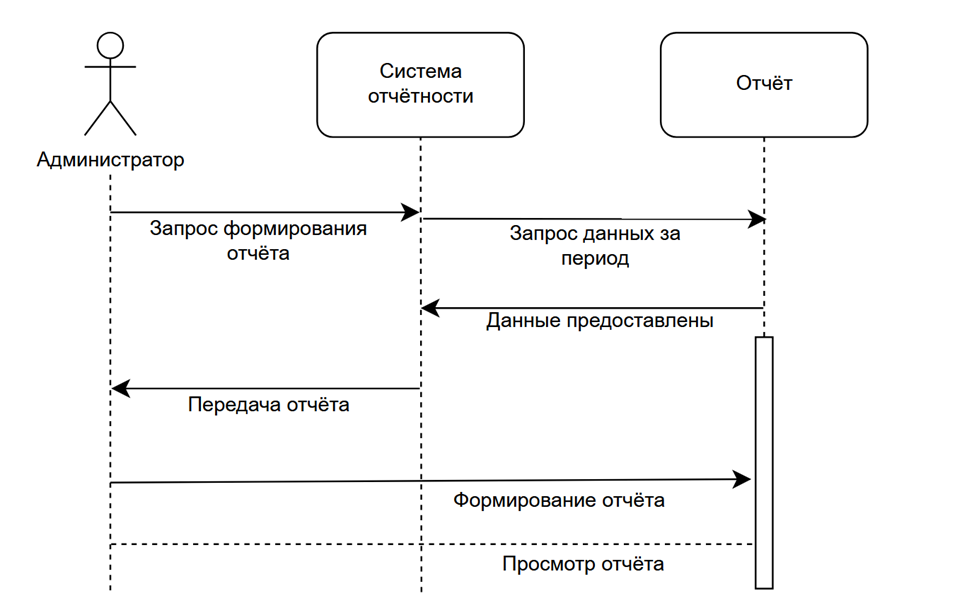 Система
отчётности
Отчёт
Администратор
Запрос формирования
отчёта
Запрос данных за
период
Данные предоставлены
Передача отчёта
Формирование отчёта
Просмотр отчёта